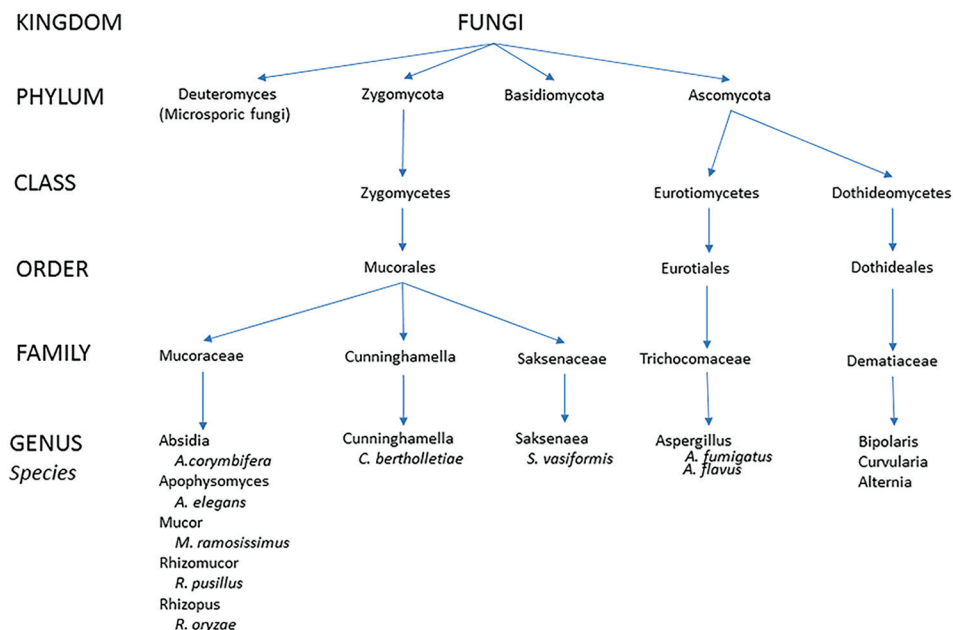 KINGDOM FUNGI
PHYLUM Deuteromyces Zygomycota Basidiomycota Ascomycota
(Microsporic fungi)
CLASS Zygomycetes Eurotiomycetes Dothideomycetes
ORDER Mucorales Eurotiales Dothideales
FAMILY Mucoraceae Cunninghamella Saksenaceae Trichocomaceae Dematiaceae
GENUS Absidia Cunninghamella Saksenaea Aspergillus Bipolaris
Species A.corymbifera C. bertholletiae S. vasiformis A. fumigatus Curvularia
A. flavus
Apophysomyces Alternia
A. elegans
Mucor
M. ramosissimus
Rhizomucor
R. pusillus
Rhizopus
R. oryzae